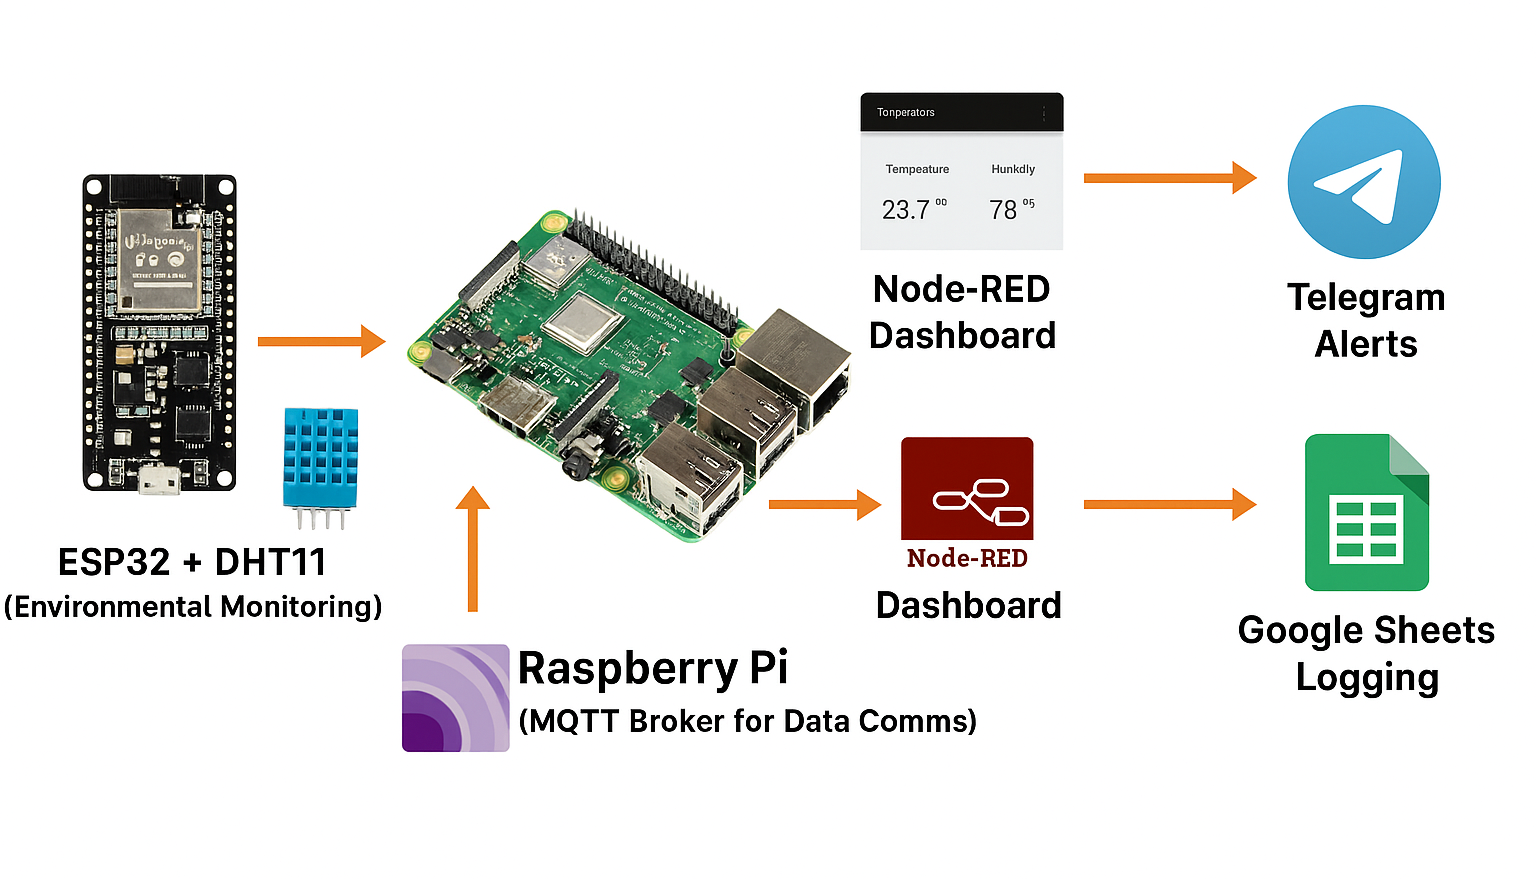 Tonperators
Tempeature
Hunkdly
23.7 00
78 05
Node-RED
Dashboard
Telegram
Alerts
ESP32 + DHT11
(Environmental Monitoring)
Node-RED
Dashboard
Google Sheets
Logging
Raspberry Pi
(MQTT Broker for Data Comms)